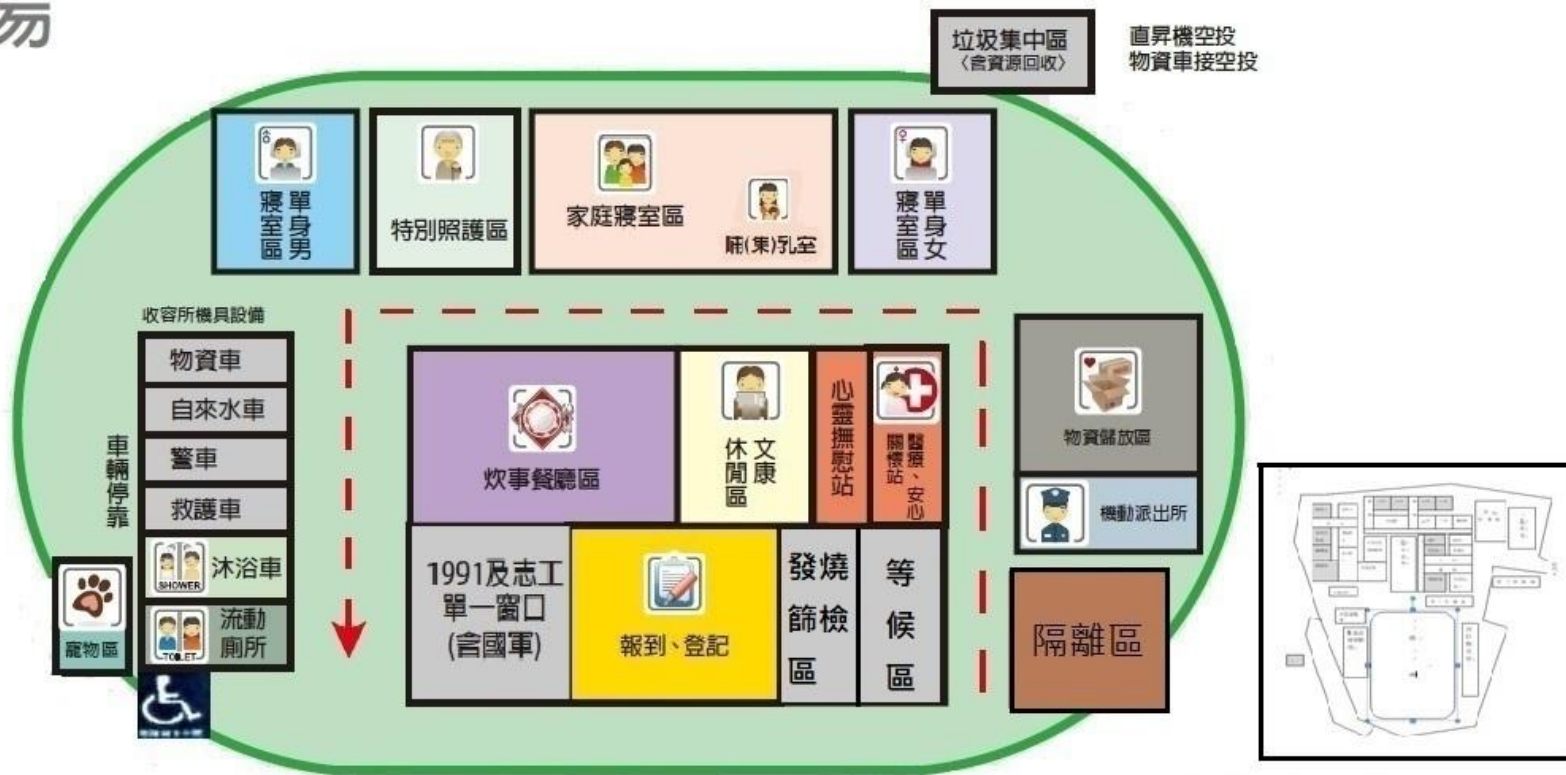 易
垃圾集中區
〈含資源回收〉
直昇機空投
物資車接空投
單身男
寢室區
特別照護區
家庭寢室區
哺(集)乳室
單身女
寢室區
收容所機具設備
物資車
自來水車
警車
救護車
SHOWER
沐浴車
TOILET
流動
廁所
車輛停靠
寵物區
炊事餐廳區
文康
休閒區
心靈撫慰站
醫療、安心
關懷站
物資儲放區
機動派出所
1991及志工
單一窗口
(含國軍)
報到、登記
發燒
篩檢
區
等
候
區
隔離區